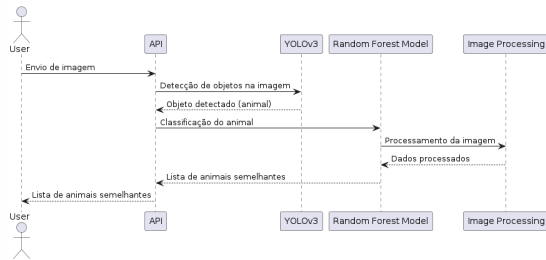 User
API
YOLOv3
Random Forest Model
Image Processing
Envio de imagem
Detecção de objetos na imagem
Objeto detectado (animal)
Classificação do animal
Processamento da imagem
Dados processados
Lista de animais semelhantes
Lista de animais semelhantes
User
API
YOLOv3
Random Forest Model
Image Processing